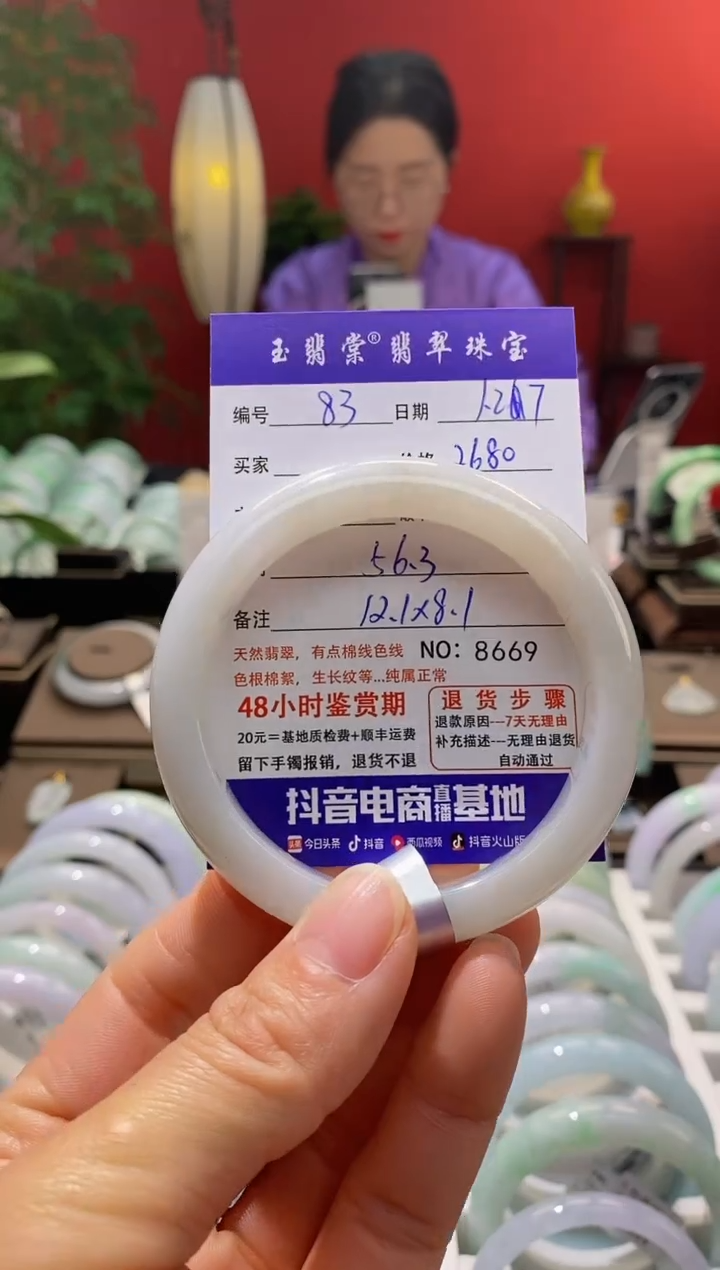 玉翡棠®翡翠珠宝
编号 83 日期
买家 价格 2680
56.3
备注 12.1×8.1
天然翡翠，有点棉线色线 NO：8669
色根棉絮，生长纹等...纯属正常
48小时鉴赏期
20元＝基地质检费+顺丰运费
留下手镯报销，退货不退
退货步骤
退款原因---7天无理由
补充描述---无理由退货
自动通过
抖音电商直播基地
头条 今日头条 抖音 西瓜视频 抖音火山版